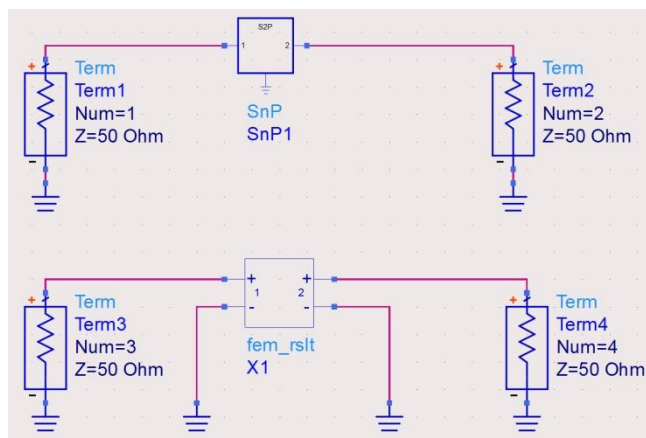 S2P
1 2
+
Term
Term1
Num=1
Z=50 Ohm
-
SnP
SnP1
+
Term
Term2
Num=2
Z=50 Ohm
-
+
Term
Term3
Num=3
Z=50 Ohm
-
+ +
1 2
- -
fem_rslt
X1
+
Term
Term4
Num=4
Z=50 Ohm
-